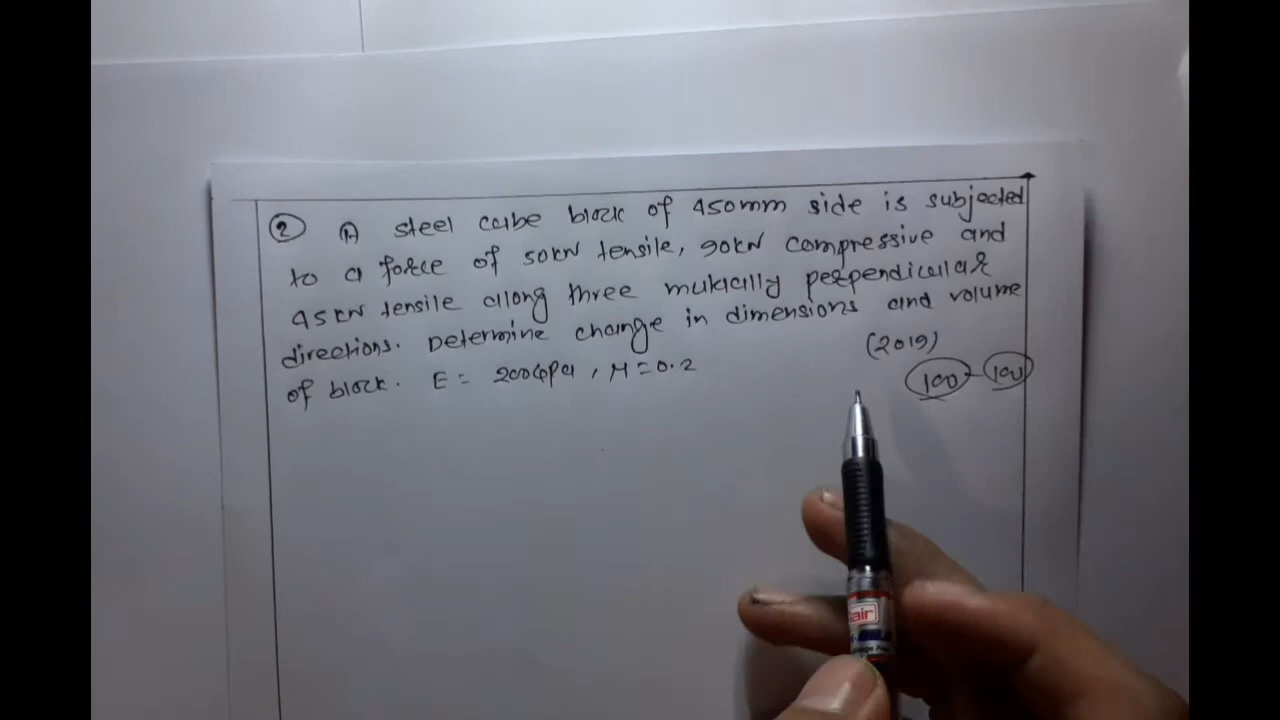 ② A steel cube block of 450mm side is subjected
to a force of 50kN tensile, 90kN compressive and
45kN tensile along three mutually perpendicular
directions. Determine change in dimensions and volume
of block. E = 200Gpa, μ = 0.2
(2019)
100 - 100
air